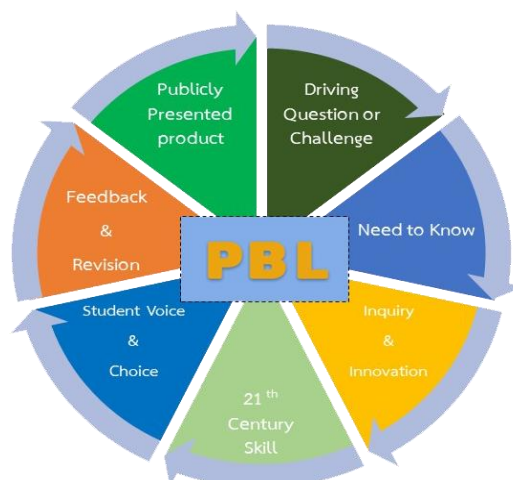 Publicly
Presented
product
Driving
Question or
Challenge
Need to Know
Inquiry
&
Innovation
21 th
Century
Skill
Student Voice
&
Choice
Feedback
&
Revision
PBL